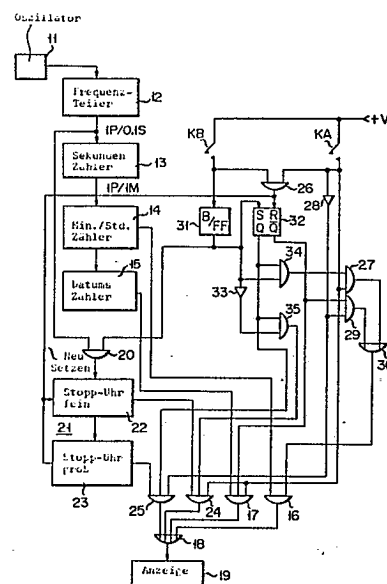 Oszillator
11
Frequenz-
Teiler
12
1P/0.1S
KB
KA
+V
Sekunden
Zähler
13
26
1P/1M
28
Min./Std.
Zähler
14
31
B/FF
S R
Q Q̅
32
34
27
Datums
Zähler
15
33
35
29
30
20
Neu
Setzen
Stopp-Uhr
fein
21
22
Stopp-Uhr
grob
23
25
24
17
16
18
Anzeige
19